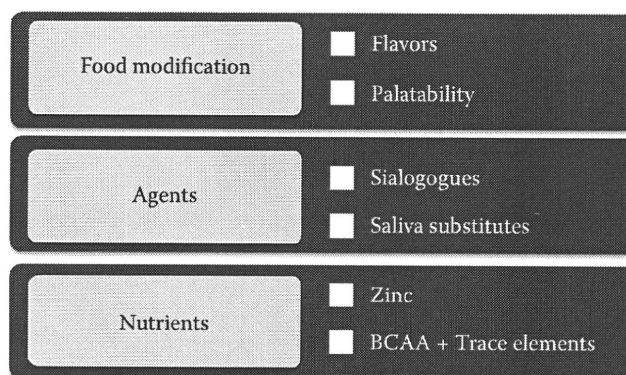 Food modification
Flavors
Palatability
Agents
Sialogogues
Saliva substitutes
Nutrients
Zinc
BCAA + Trace elements